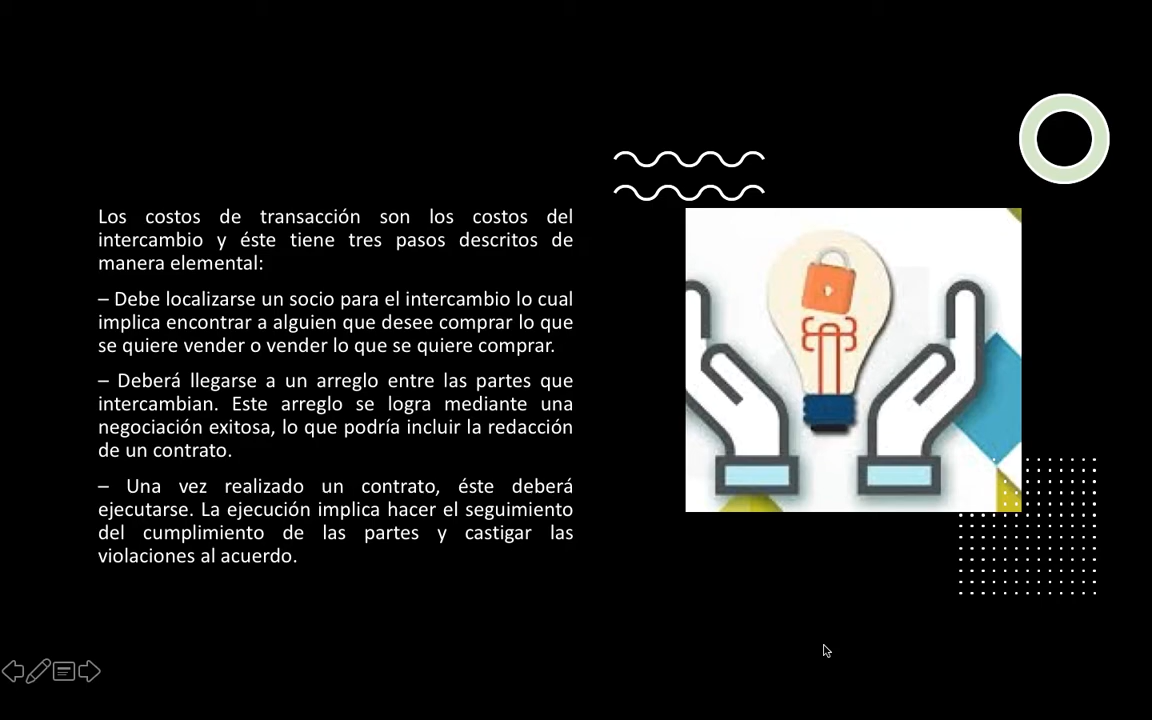 Los costos de transacción son los costos del
intercambio y éste tiene tres pasos descritos de
manera elemental:
– Debe localizarse un socio para el intercambio lo cual
implica encontrar a alguien que desee comprar lo que
se quiere vender o vender lo que se quiere comprar.
– Deberá llegarse a un arreglo entre las partes que
intercambian. Este arreglo se logra mediante una
negociación exitosa, lo que podría incluir la redacción
de un contrato.
– Una vez realizado un contrato, éste deberá
ejecutarse. La ejecución implica hacer el seguimiento
del cumplimiento de las partes y castigar las
violaciones al acuerdo.